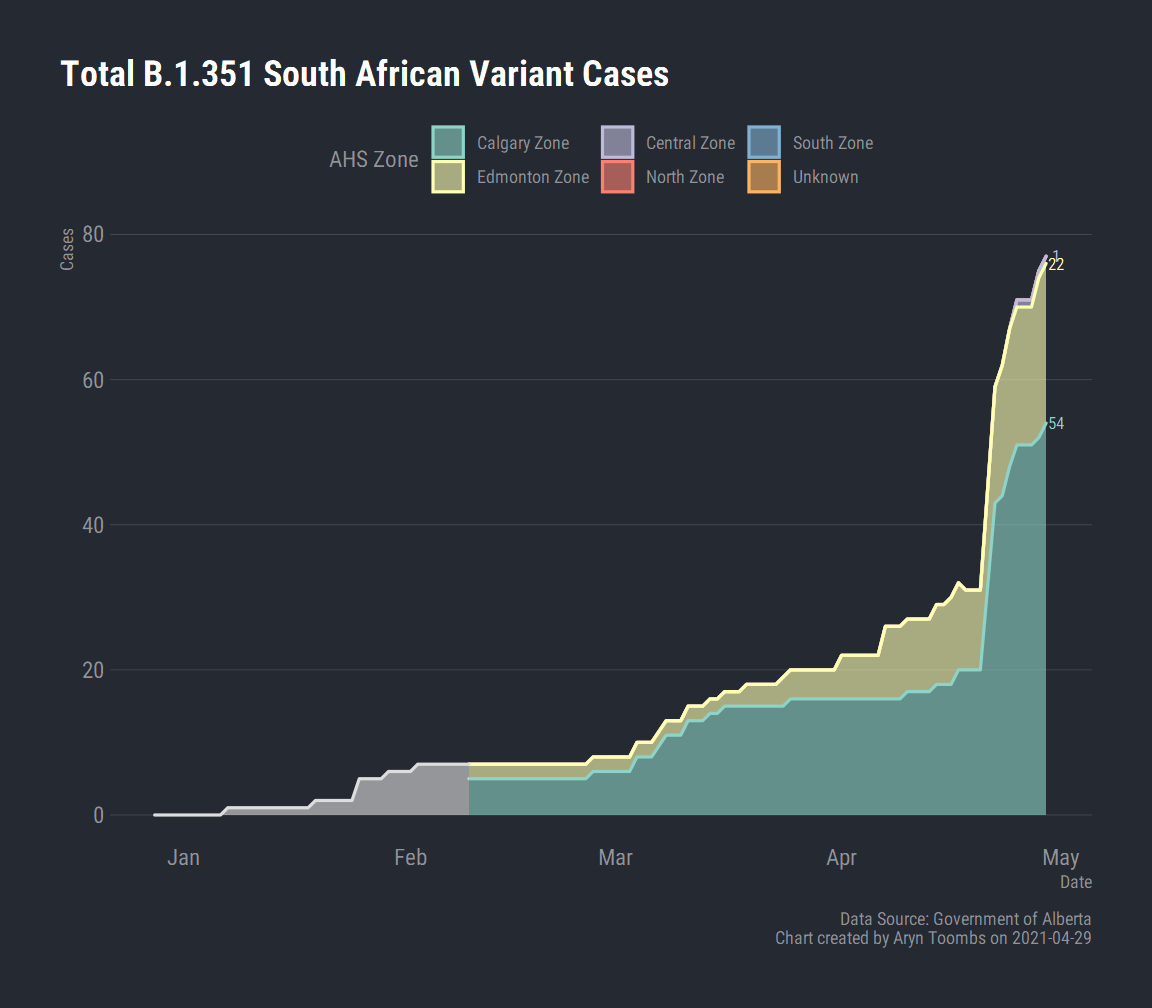 Total B.1.351 South African Variant Cases
AHS Zone
Calgary Zone
Central Zone
South Zone
Edmonton Zone
North Zone
Unknown
Cases
80
60
40
20
0
1
22
54
Jan
Feb
Mar
Apr
May
Date
Data Source: Government of Alberta
Chart created by Aryn Toombs on 2021-04-29